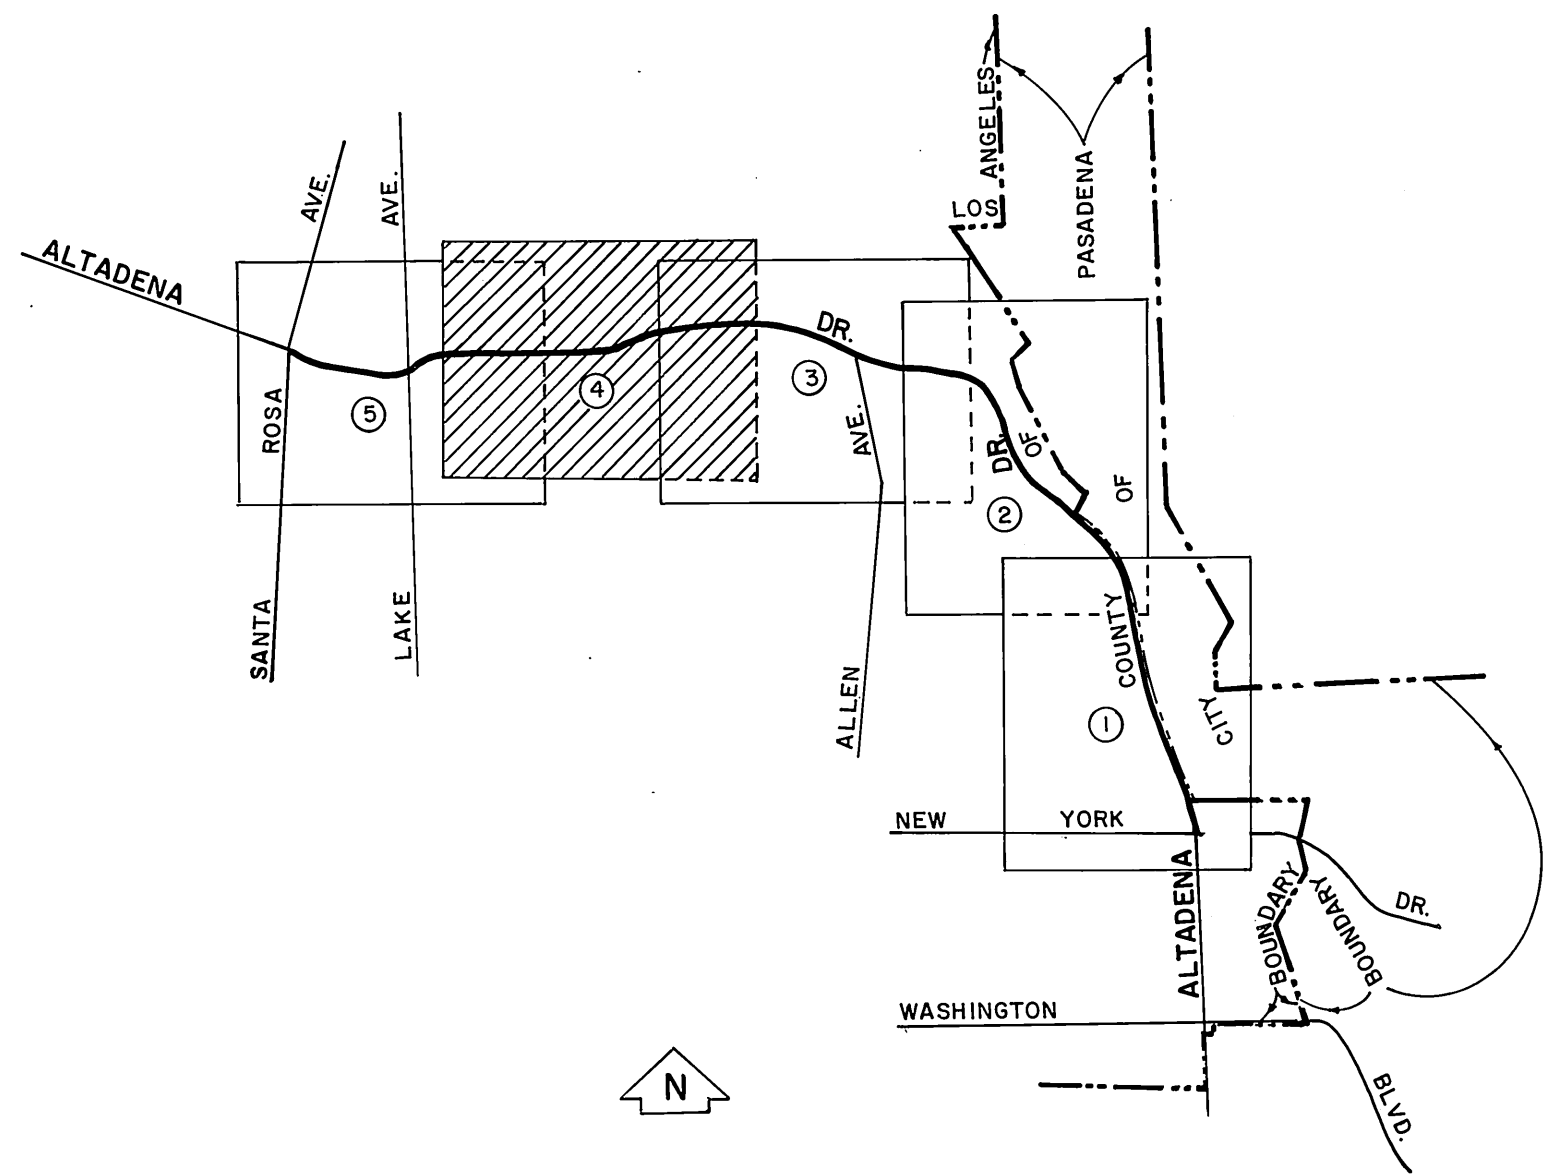 LOS ANGELES
PASADENA
ALTADENA
AVE.
AVE.
DR.
ROSA
5
4
3
AVE.
DR.
OF
OF
2
SANTA
LAKE
ALLEN
COUNTY
CITY
1
NEW YORK
DR.
ALTADENA
BOUNDARY
BOUNDARY
WASHINGTON
BLVD.
N